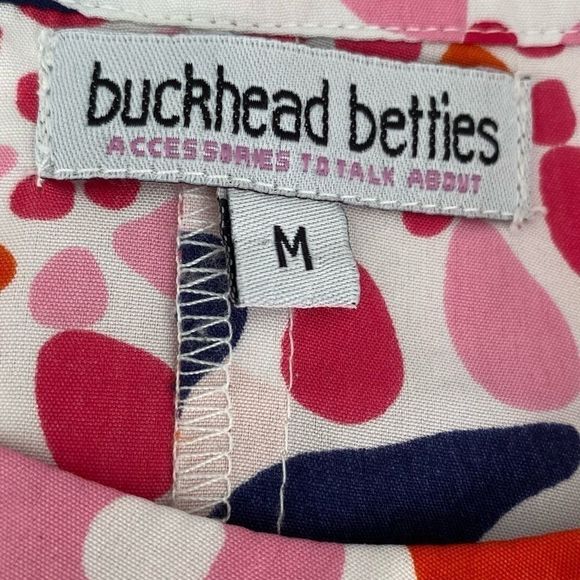 buckhead betties
ACCESSORIES TO TALK ABOUT
M